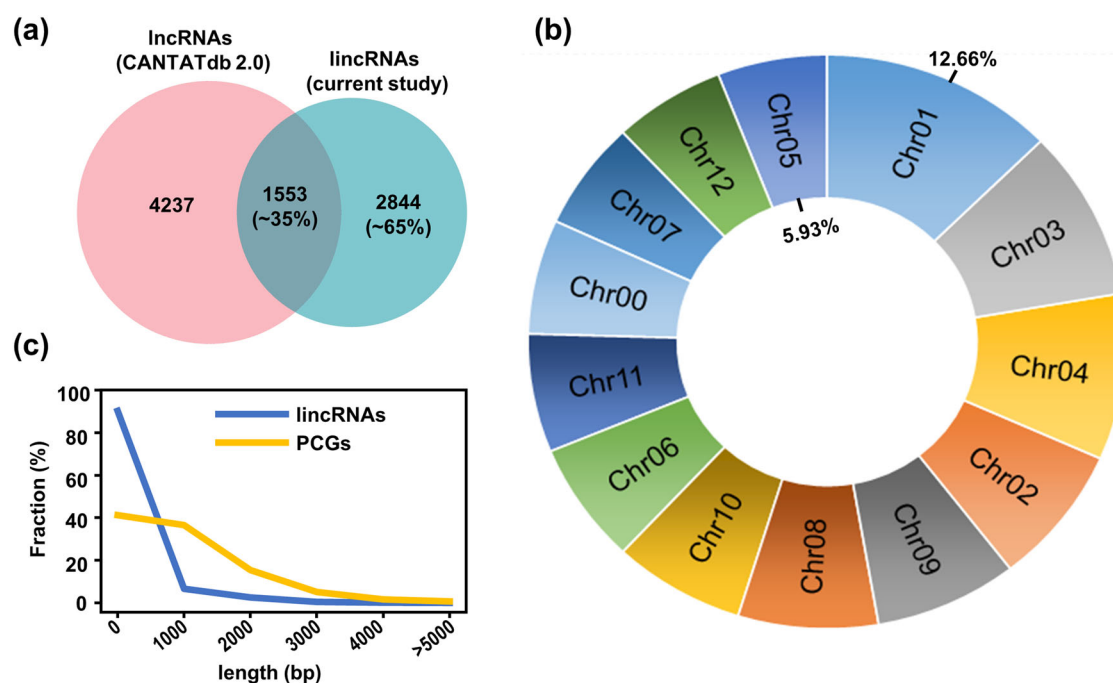 (a)
lncRNAs
(CANTATdb 2.0)
lincRNAs
(current study)
4237
1553
(~35%)
2844
(~65%)
(b)
12.66%
Chr01
Chr03
Chr04
Chr02
Chr09
Chr08
Chr10
Chr06
Chr11
Chr00
Chr07
Chr12
Chr05
5.93%
(c)
Fraction (%)
100
80
60
40
20
0
lincRNAs
PCGs
0
1000
2000
3000
4000
>5000
length (bp)